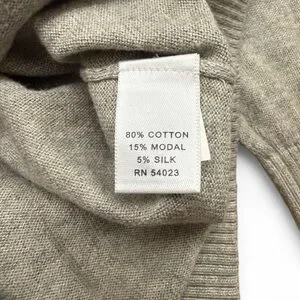 80% COTTON
15% MODAL
5% SILK
RN 54023